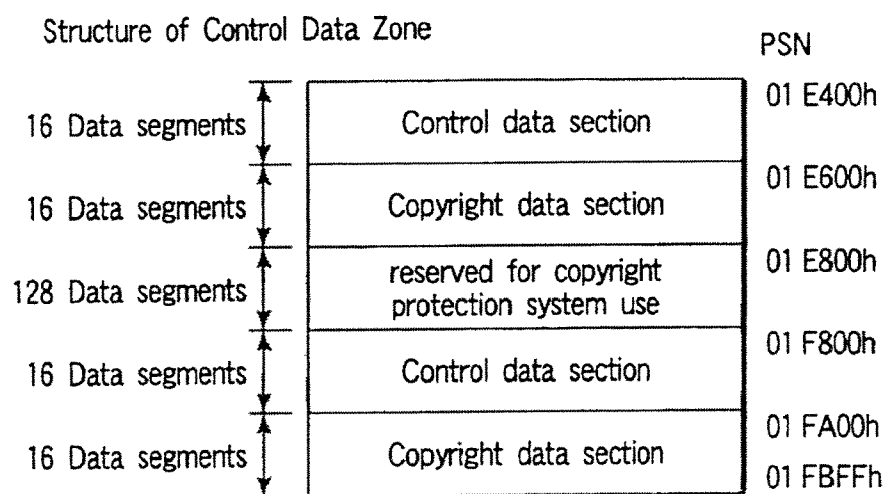 Structure of Control Data Zone
PSN
16 Data segments
Control data section
01 E400h
16 Data segments
Copyright data section
01 E600h
128 Data segments
reserved for copyright
protection system use
01 E800h
16 Data segments
Control data section
01 F800h
16 Data segments
Copyright data section
01 FA00h
01 FBFFh